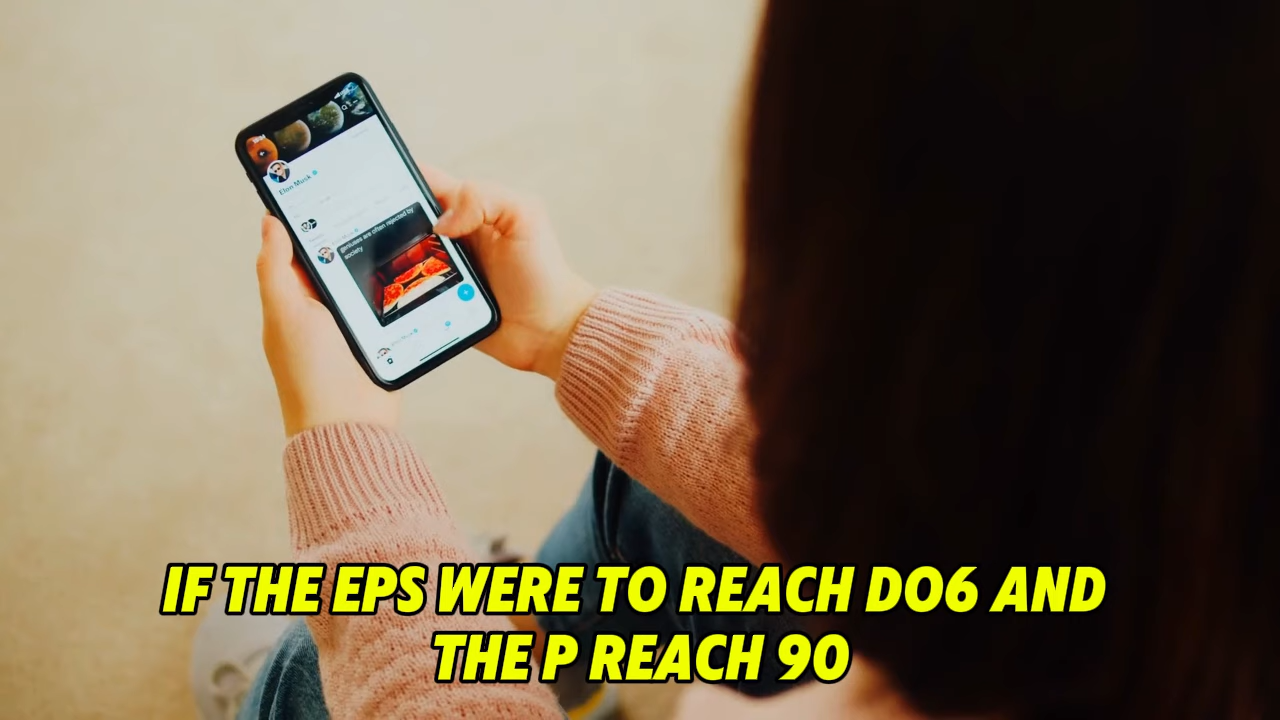 Elon Musk
geniuses are often rejected by
society
IF THE EPS WERE TO REACH DO6 AND
THE P REACH 90